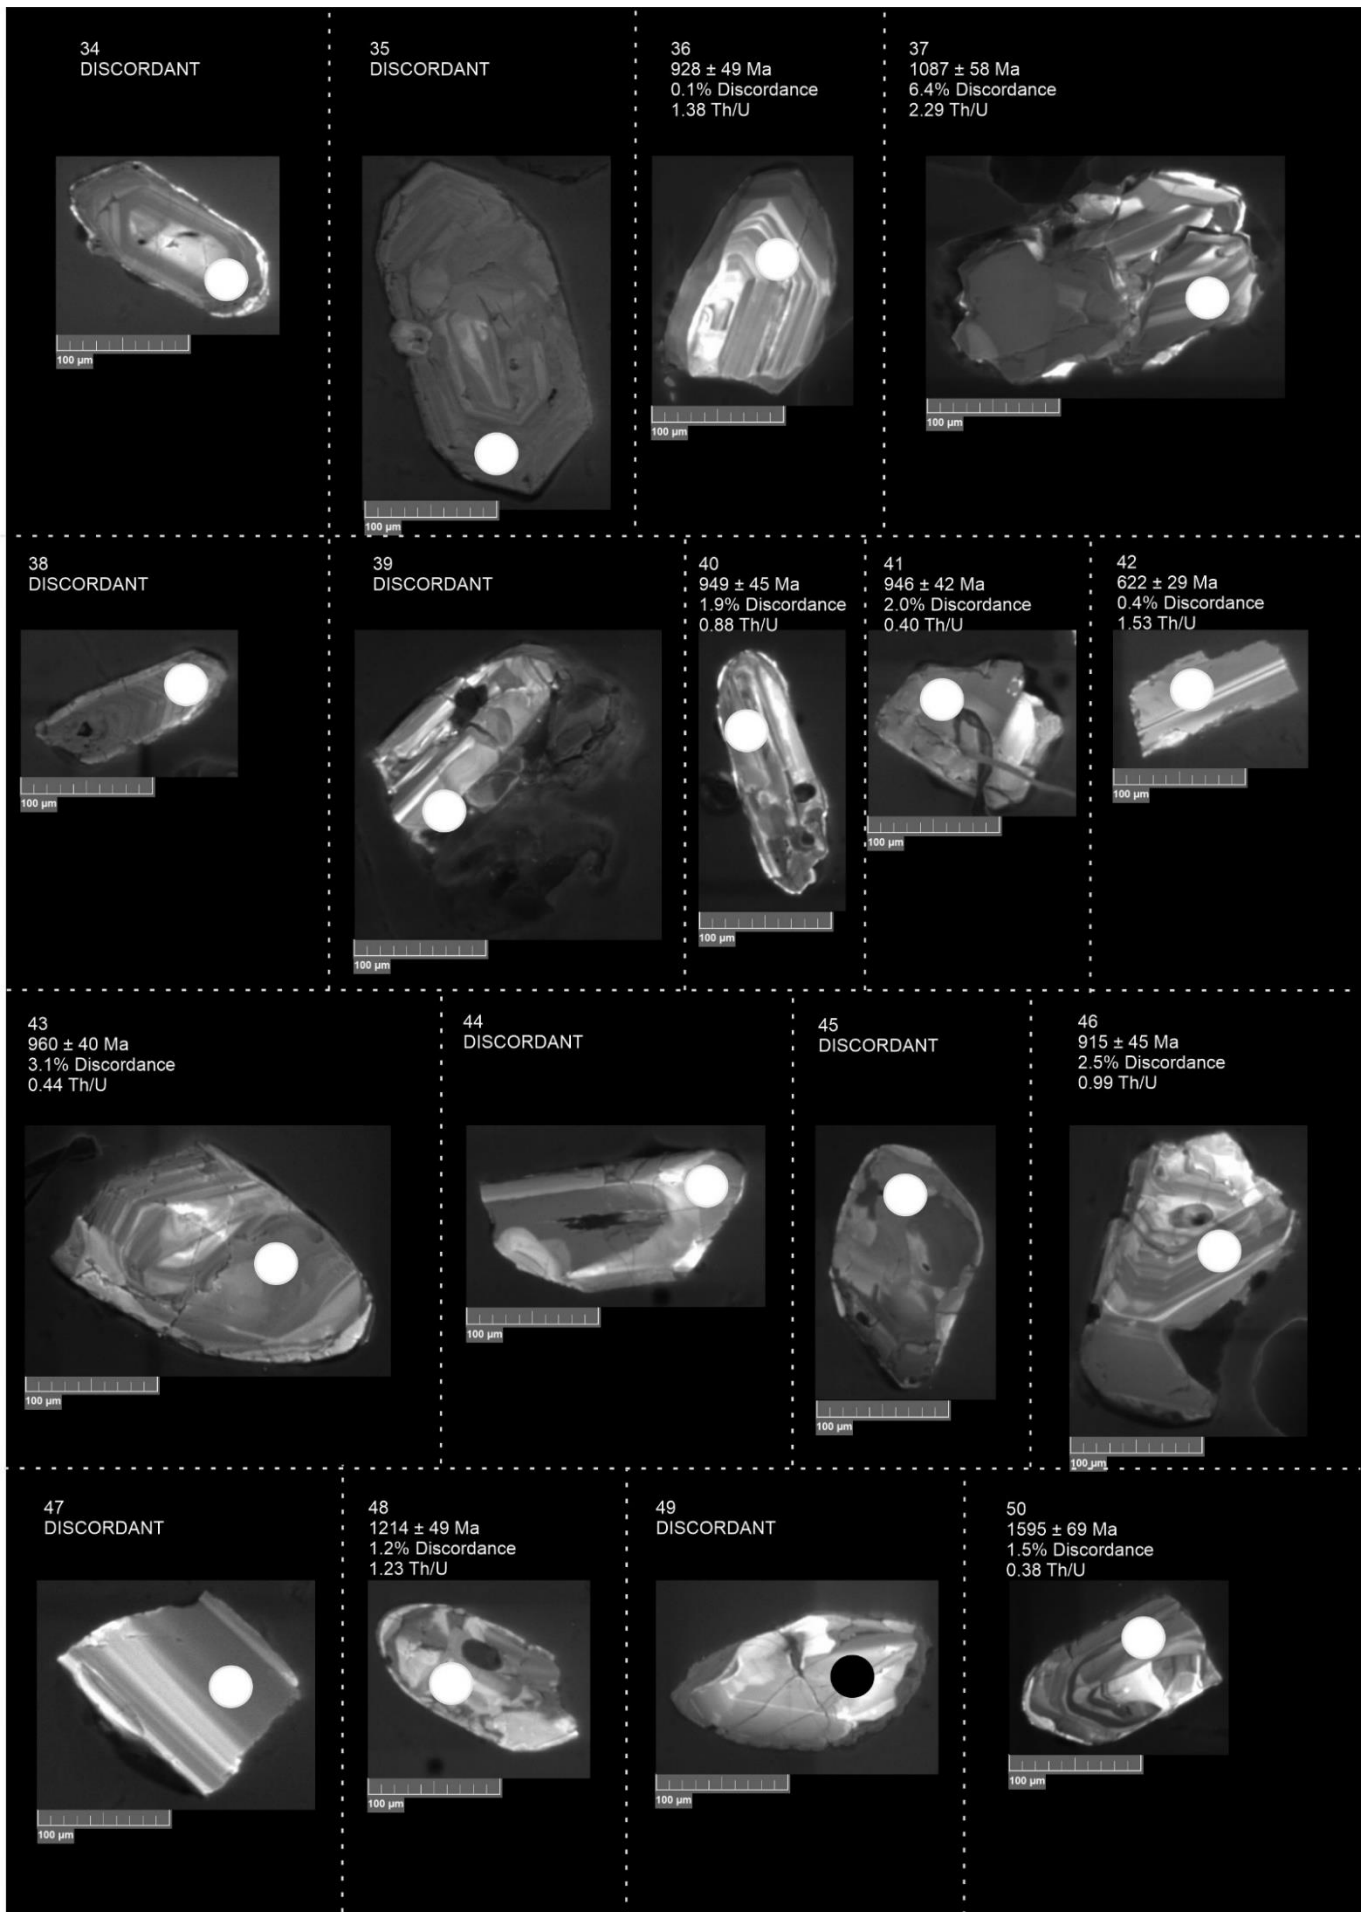 34
DISCORDANT
35
DISCORDANT
36
928 ± 49 Ma
0.1% Discordance
1.38 Th/U
37
1087 ± 58 Ma
6.4% Discordance
2.29 Th/U
100 µm
100 µm
100 µm
100 µm
38
DISCORDANT
39
DISCORDANT
40
949 ± 45 Ma
1.9% Discordance
0.88 Th/U
41
946 ± 42 Ma
2.0% Discordance
0.40 Th/U
42
622 ± 29 Ma
0.4% Discordance
1.53 Th/U
100 µm
100 µm
100 µm
100 µm
100 µm
43
960 ± 40 Ma
3.1% Discordance
0.44 Th/U
44
DISCORDANT
45
DISCORDANT
46
915 ± 45 Ma
2.5% Discordance
0.99 Th/U
100 µm
100 µm
100 µm
100 µm
47
DISCORDANT
48
1214 ± 49 Ma
1.2% Discordance
1.23 Th/U
49
DISCORDANT
50
1595 ± 69 Ma
1.5% Discordance
0.38 Th/U
100 µm
100 µm
100 µm
100 µm